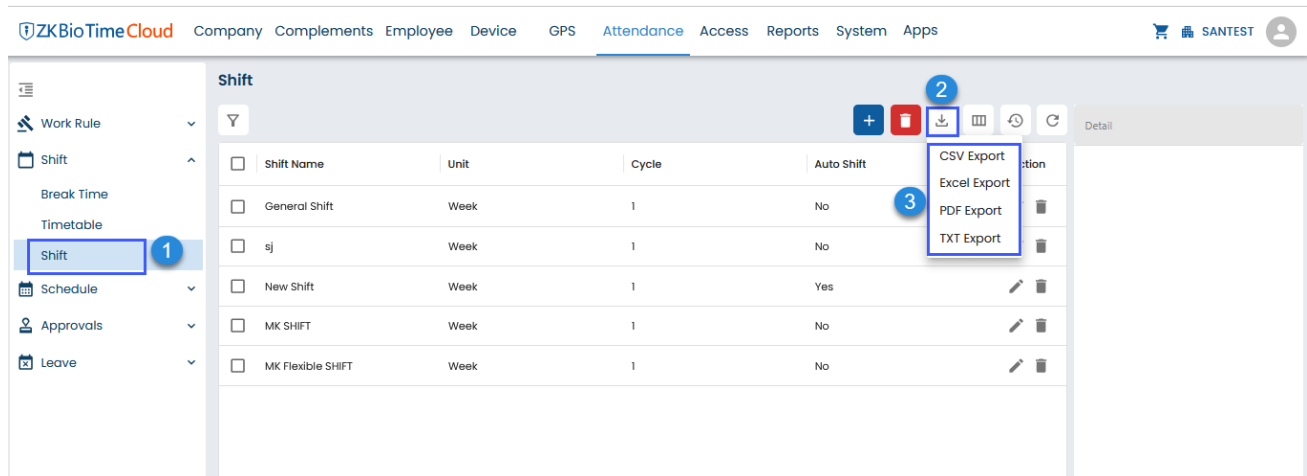 ZKBioTime Cloud Company Complements Employee Device GPS Attendance Access Reports System Apps SANTEST
Shift
2
Work Rule
Detail
Shift
Shift Name Unit Cycle Auto Shift ction
CSV Export
Excel Export
PDF Export
TXT Export
3
Break Time
Timetable
Shift
1
Schedule
Approvals
Leave
General Shift Week 1 No
sj Week 1 No
New Shift Week 1 Yes
MK SHIFT Week 1 No
MK Flexible SHIFT Week 1 No